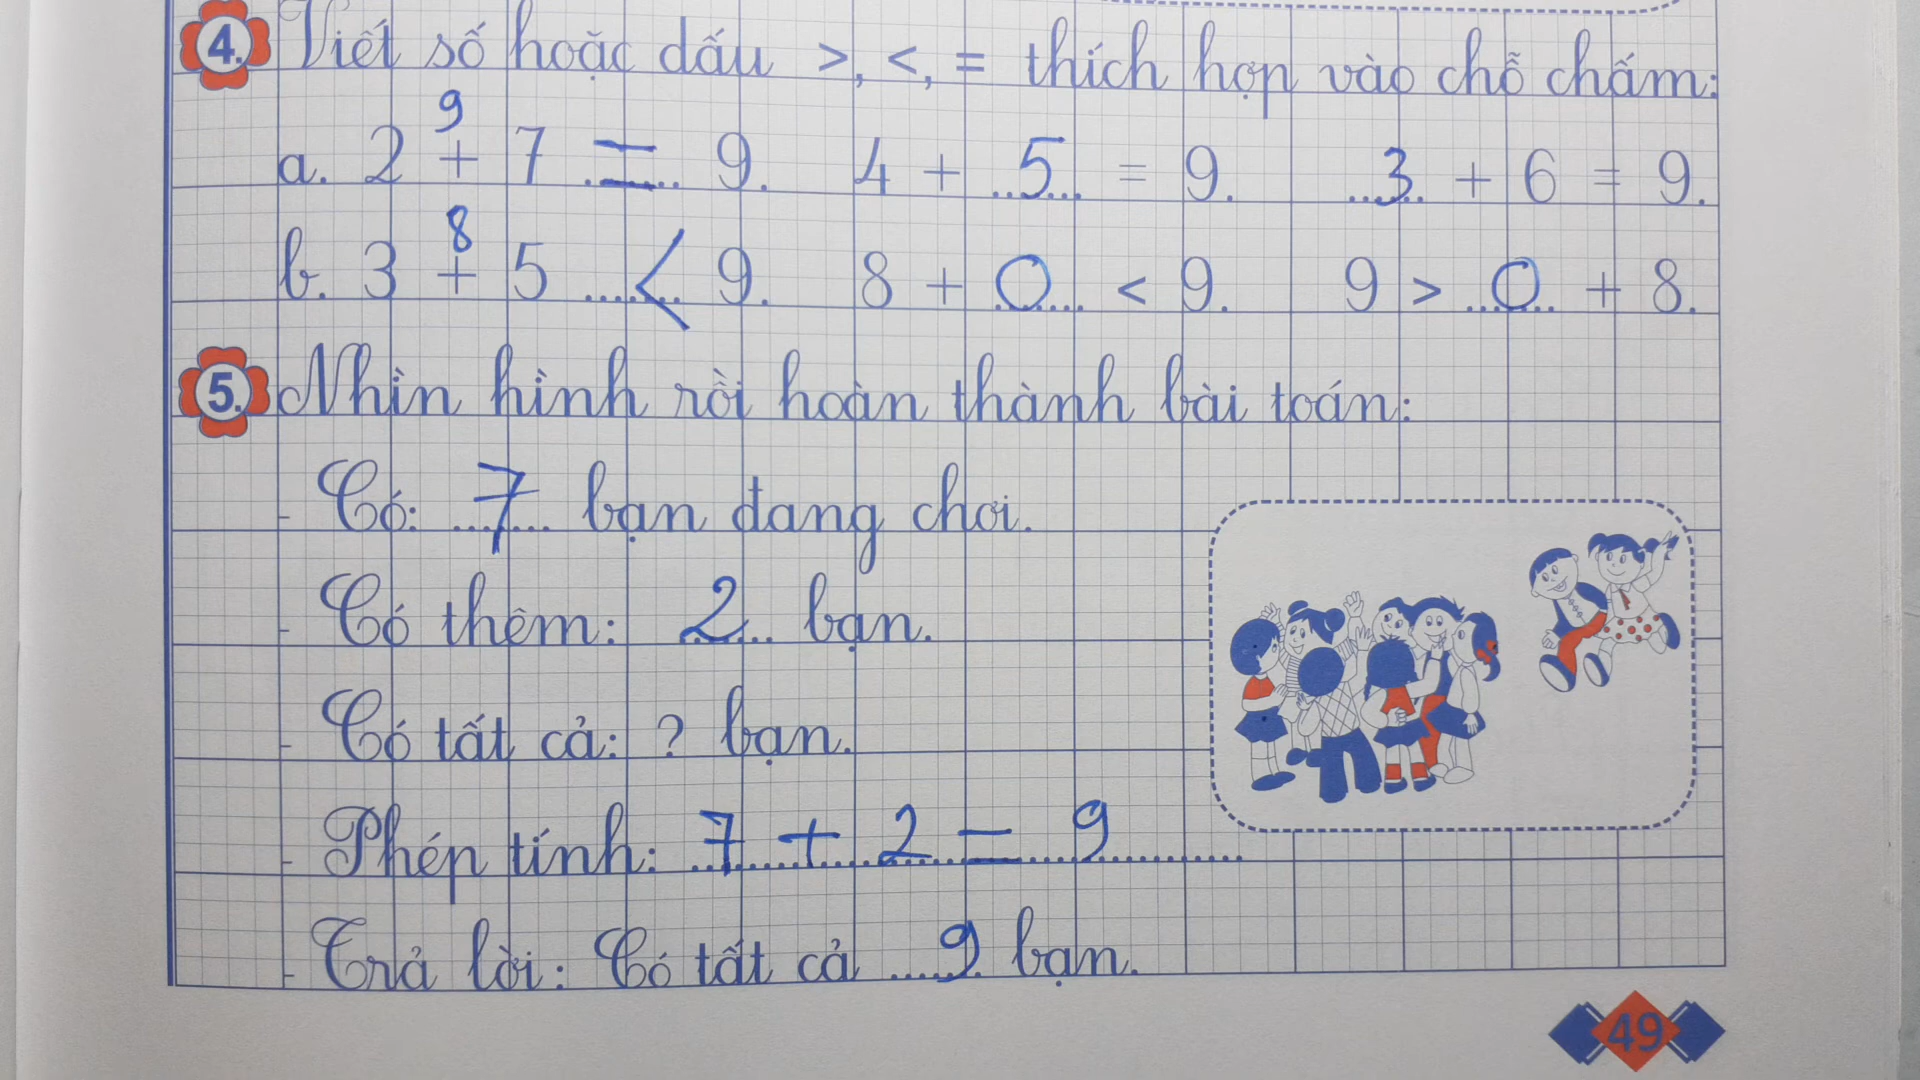 4. Viết số hoặc dấu >, <, = thích hợp vào chỗ chấm:
9
a. 2 + 7 ...=... 9. 4 + ...5... = 9. ...3... + 6 = 9.
8
b. 3 + 5 ...<... 9. 8 + ...0... < 9. 9 > ...0... + 8.
5. Nhìn hình rồi hoàn thành bài toán:
- Có: ...7... bạn đang chơi.
- Có thêm: ...2... bạn.
- Có tất cả: ? bạn.
- Phép tính: ...7 + 2 = 9...
- Trả lời: Có tất cả ...9... bạn.
49